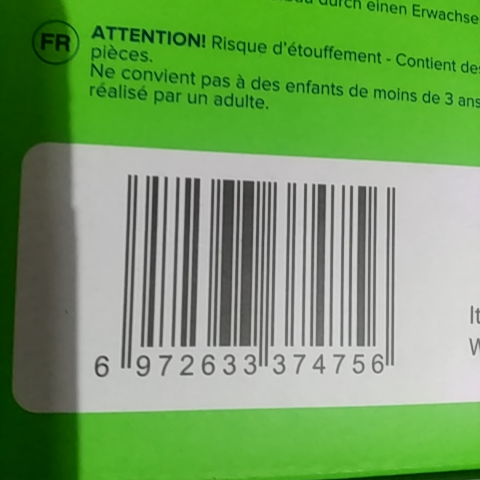 durch einen Erwachse
FR
ATTENTION! Risque d'étouffement - Contient des
pièces.
Ne convient pas à des enfants de moins de 3 ans
réalisé par un adulte.
It
W
6 972633 374756